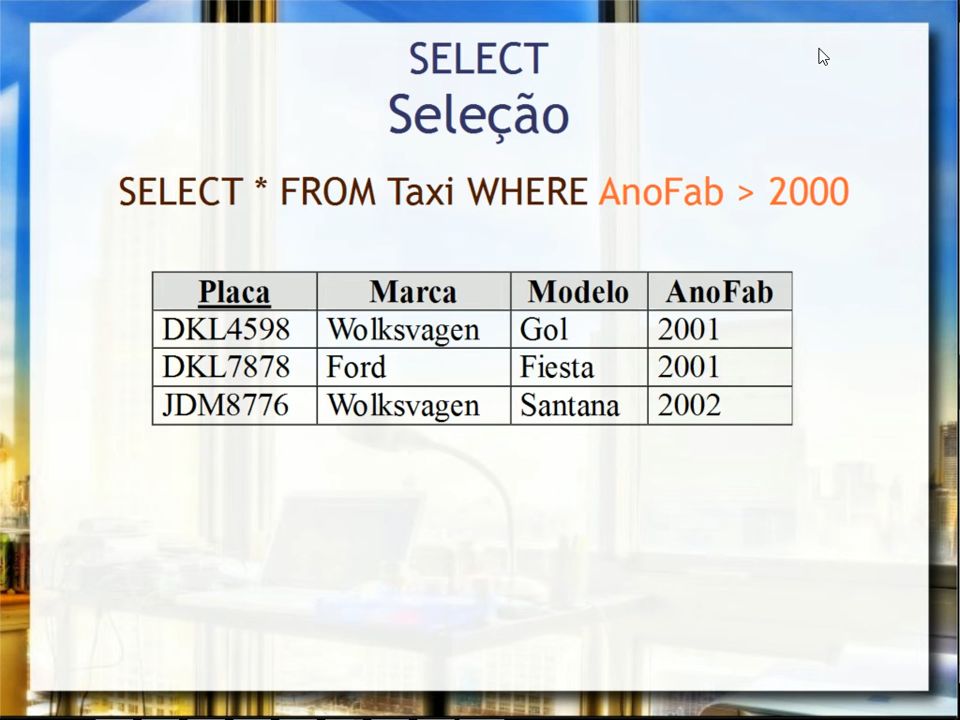 SELECT
Seleção
SELECT * FROM Taxi WHERE AnoFab > 2000
Placa Marca Modelo AnoFab
DKL4598 Wolksvagen Gol 2001
DKL7878 Ford Fiesta 2001
JDM8776 Wolksvagen Santana 2002